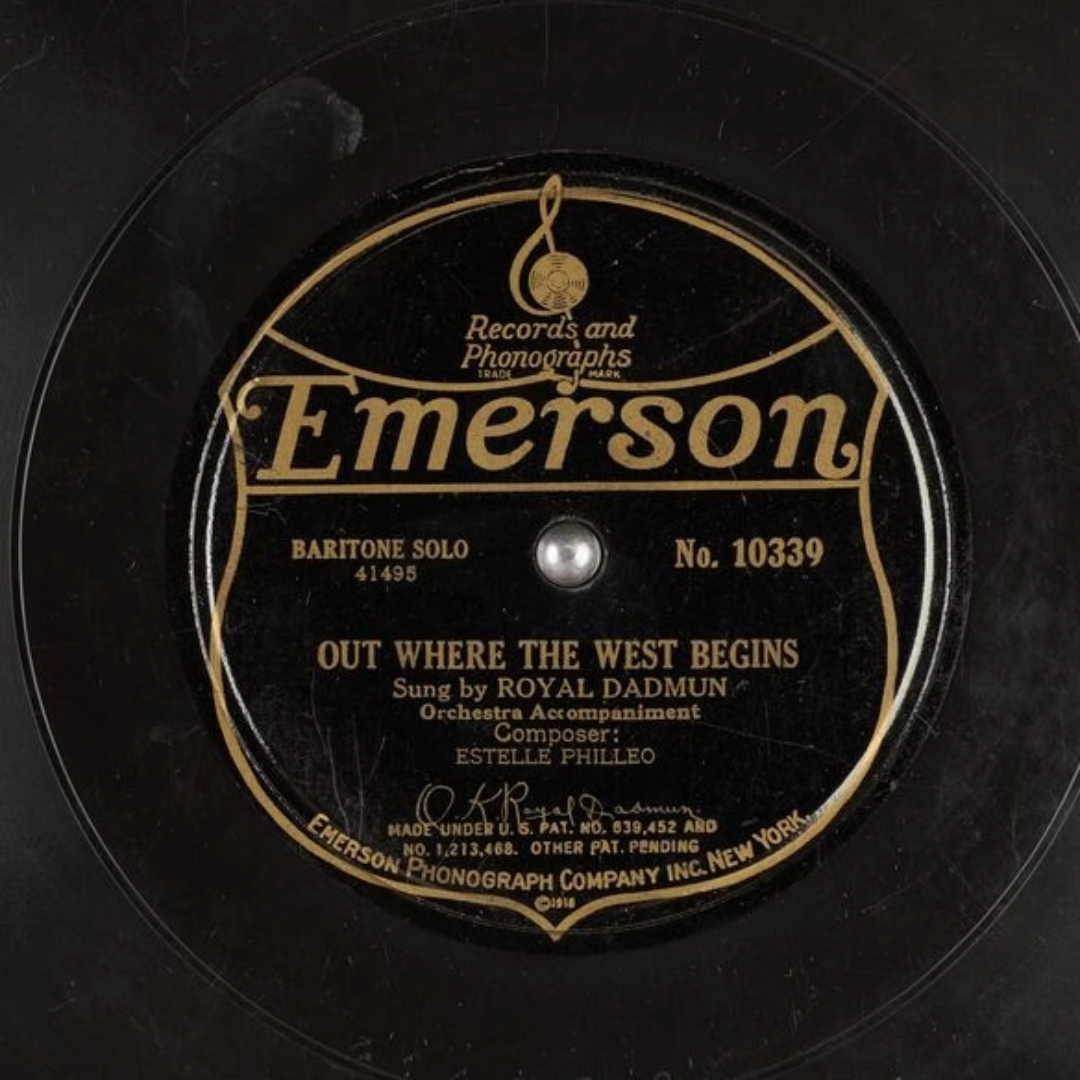 Records and
Phonographs
TRADE MARK
Emerson
BARITONE SOLO
41495
No. 10339
OUT WHERE THE WEST BEGINS
Sung by ROYAL DADMUN
Orchestra Accompaniment
Composer:
ESTELLE PHILLEO
O.K. Royal Dadmun.
MADE UNDER U. S. PAT. NO. 639,452 AND
NO. 1,213,468. OTHER PAT. PENDING
EMERSON PHONOGRAPH COMPANY INC. NEW YORK.
©1918